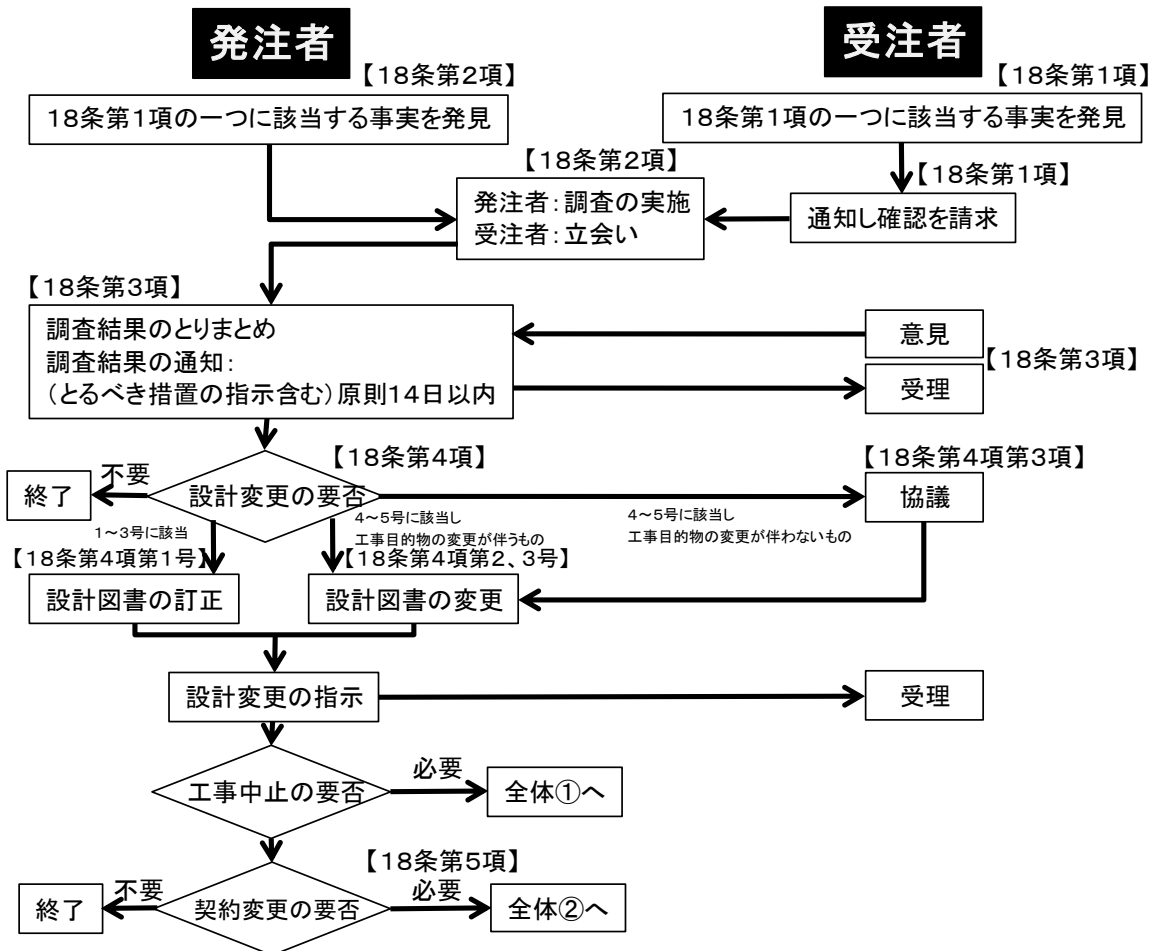 発注者
受注者
【18条第2項】
【18条第1項】
18条第1項の一つに該当する事実を発見
18条第1項の一つに該当する事実を発見
【18条第2項】
【18条第1項】
発注者：調査の実施
受注者：立会い
通知し確認を請求
【18条第3項】
調査結果のとりまとめ
調査結果の通知：
（とるべき措置の指示含む）原則14日以内
意見
【18条第3項】
受理
【18条第4項】
【18条第4項第3項】
終了
不要
設計変更の要否
協議
1～3号に該当
4～5号に該当し
工事目的物の変更が伴うもの
4～5号に該当し
工事目的物の変更が伴わないもの
【18条第4項第1号】
【18条第4項第2、3号】
設計図書の訂正
設計図書の変更
設計変更の指示
受理
工事中止の要否
必要
全体①へ
【18条第5項】
終了
不要
契約変更の要否
必要
全体②へ